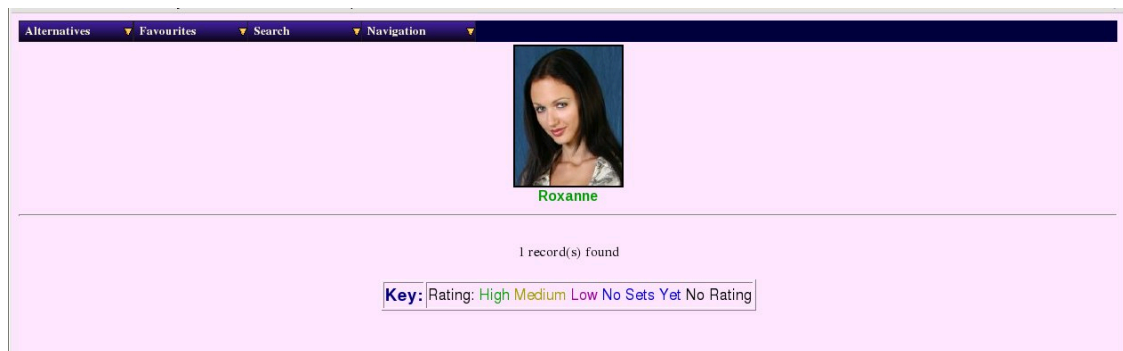 Alternatives Favourites Search Navigation
Roxanne
1 record(s) found
Key: Rating: High Medium Low No Sets Yet No Rating